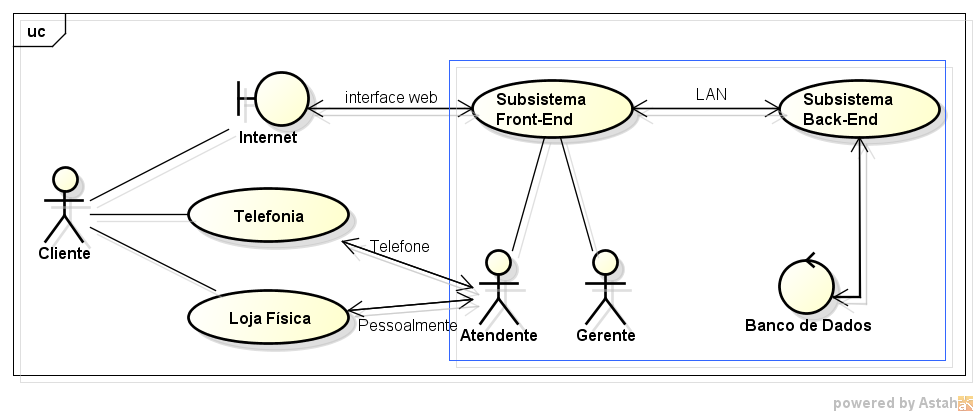 uc
interface web
Subsistema
Front-End
LAN
Subsistema
Back-End
Internet
Cliente
Telefonia
Telefone
Loja Física
Pessoalmente
Atendente
Gerente
Banco de Dados
powered by Astah